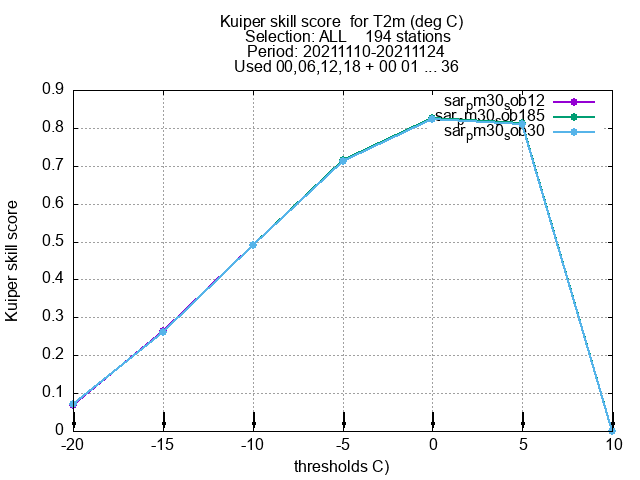 Kuiper skill score for T2m (deg C)
Selection: ALL 194 stations
Period: 20211110-20211124
Used 00,06,12,18 + 00 01 ... 36
sar_pm30_sob12
sar_pm30_sob185
sar_pm30_sob30
0.9
0.8
0.7
0.6
0.5
0.4
0.3
0.2
0.1
0
Kuiper skill score
-20 -15 -10 -5 0 5 10
thresholds C)